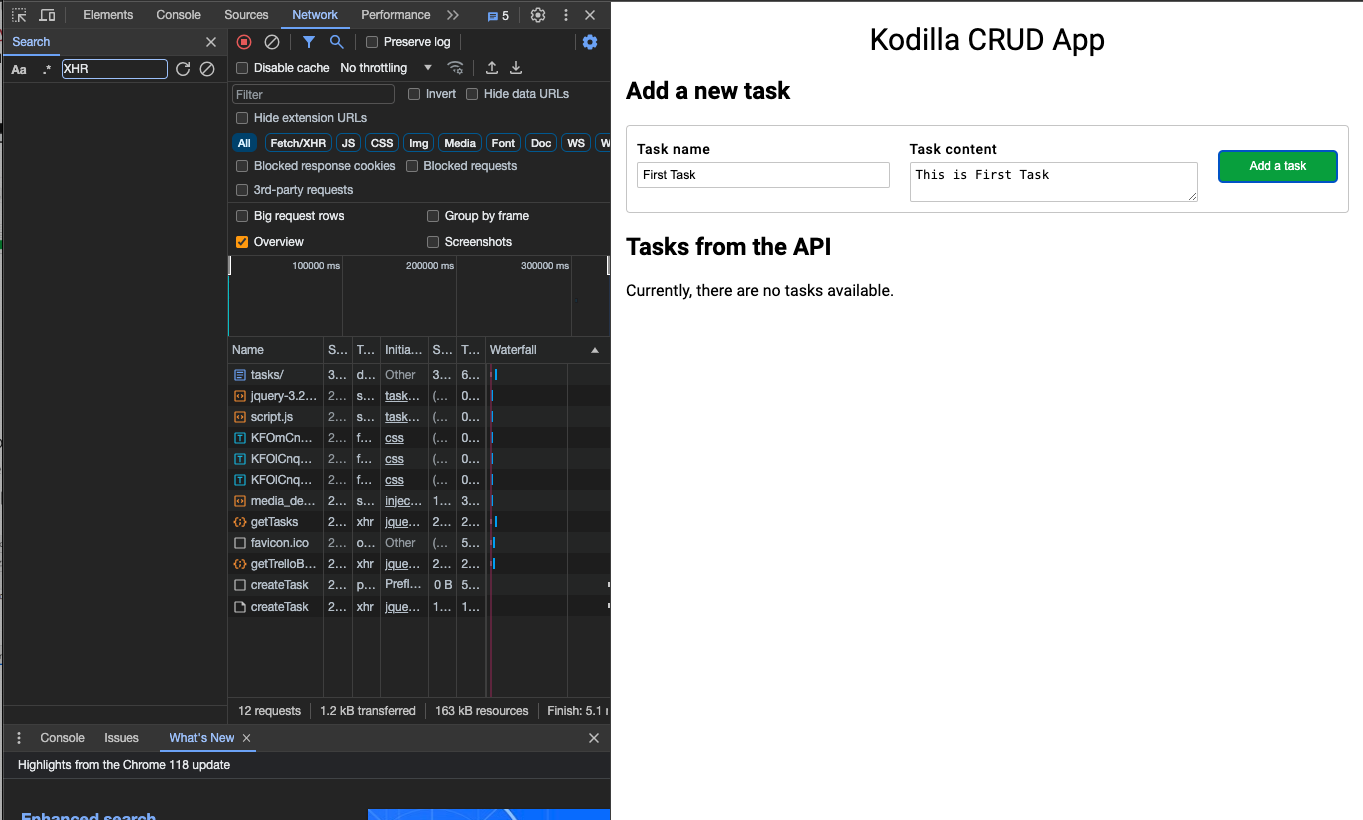 Elements Console Sources Network Performance 5
Search
Aa .* XHR
Preserve log
Disable cache No throttling
Filter Invert Hide data URLs
Hide extension URLs
All Fetch/XHR JS CSS Img Media Font Doc WS W
Blocked response cookies Blocked requests
3rd-party requests
Big request rows Group by frame
Overview Screenshots
100000 ms 200000 ms 300000 ms
Name S... T... Initia... S... T... Waterfall
tasks/ 3... d... Other 3... 6...
jquery-3.2... 2... s... task... (... 0...
script.js 2... s... task... (... 0...
KFOmCn... 2... f... css (... 0...
KFOlCnq... 2... f... css (... 0...
KFOlCnq... 2... f... css (... 0...
media_de... 2... s... injec... 1... 3...
getTasks 2... xhr jque... 2... 2...
favicon.ico 2... o... Other (... 5...
getTrelloB... 2... xhr jque... 2... 2...
createTask 2... p... Prefl... 0 B 5...
createTask 2... xhr jque... 1... 1...
12 requests 1.2 kB transferred 163 kB resources Finish: 5.1
Console Issues What's New
Highlights from the Chrome 118 update
Enhanced search
Kodilla CRUD App
Add a new task
Task name Task content
First Task This is First Task Add a task
Tasks from the API
Currently, there are no tasks available.